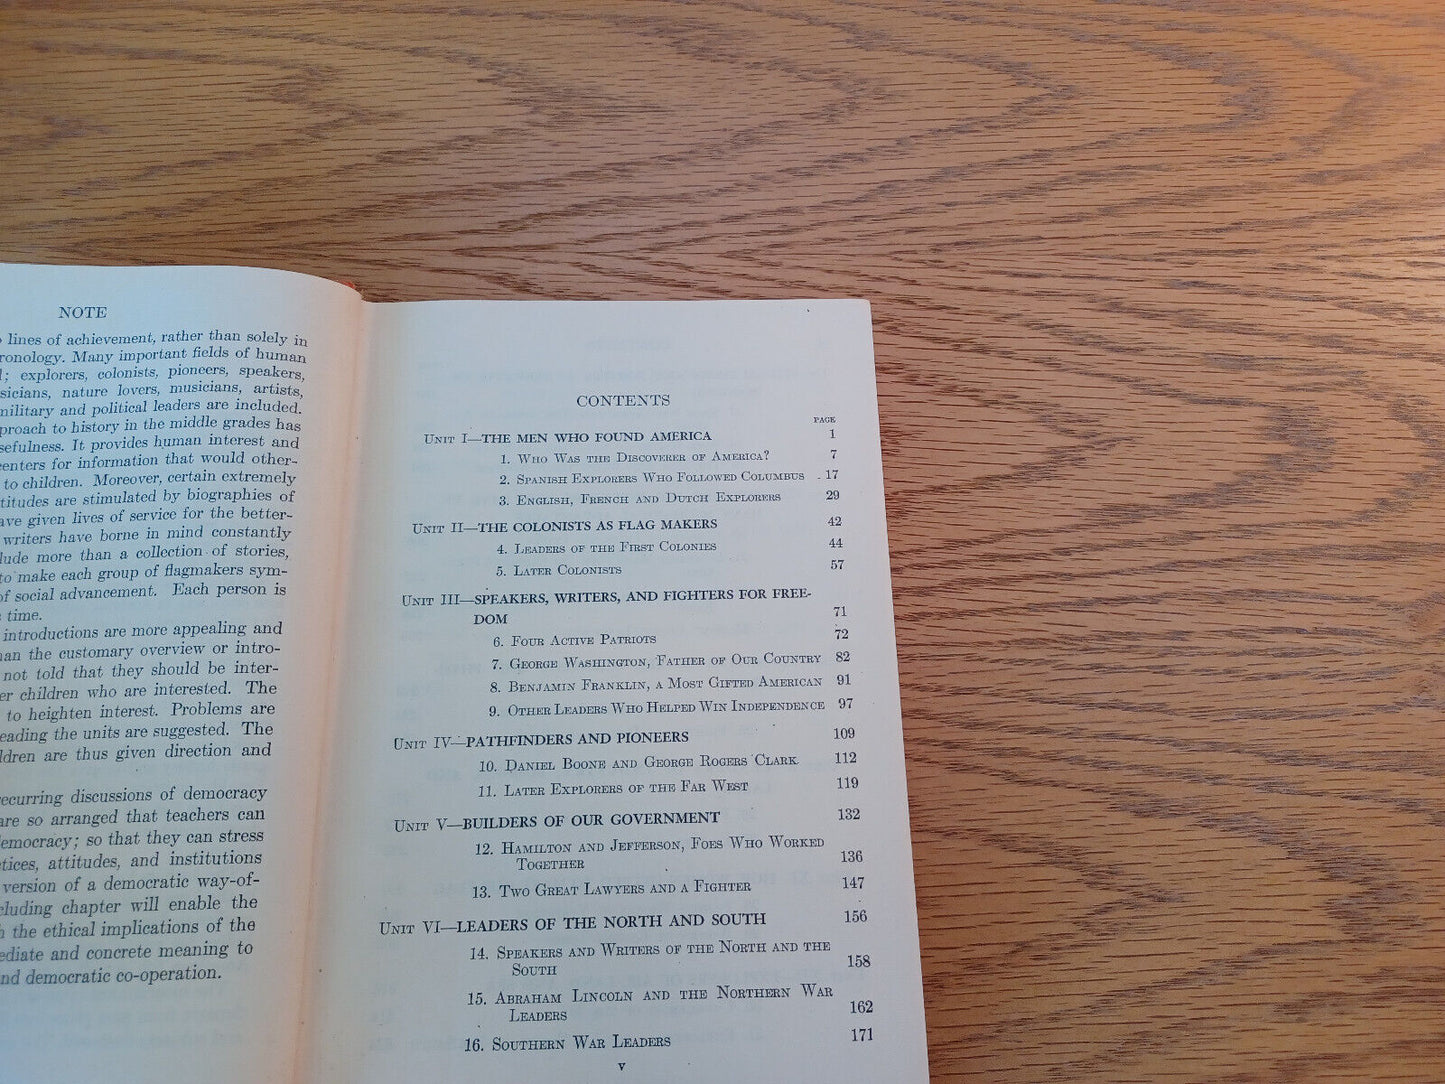 NOTE
lines of achievement, rather than solely in
ronology. Many important fields of human
; explorers, colonists, pioneers, speakers,
sicians, nature lovers, musicians, artists,
military and political leaders are included.
proach to history in the middle grades has
sefulness. It provides human interest and
centers for information that would other-
to children. Moreover, certain extremely
titudes are stimulated by biographies of
ave given lives of service for the better-
writers have borne in mind constantly
lude more than a collection of stories,
to make each group of flagmakers sym-
of social advancement. Each person is
time.
introductions are more appealing and
han the customary overview or intro-
not told that they should be inter-
er children who are interested. The
to heighten interest. Problems are
eading the units are suggested. The
ldren are thus given direction and
recurring discussions of democracy
are so arranged that teachers can
democracy; so that they can stress
ctices, attitudes, and institutions
version of a democratic way-of-
cluding chapter will enable the
h the ethical implications of the
ediate and concrete meaning to
nd democratic co-operation.
CONTENTS
PAGE
UNIT I—THE MEN WHO FOUND AMERICA 1
1. WHO WAS THE DISCOVERER OF AMERICA? 7
2. SPANISH EXPLORERS WHO FOLLOWED COLUMBUS . 17
3. ENGLISH, FRENCH AND DUTCH EXPLORERS 29
UNIT II—THE COLONISTS AS FLAG MAKERS 42
4. LEADERS OF THE FIRST COLONIES 44
5. LATER COLONISTS 57
UNIT III—SPEAKERS, WRITERS, AND FIGHTERS FOR FREE-
DOM 71
6. FOUR ACTIVE PATRIOTS 72
7. GEORGE WASHINGTON, FATHER OF OUR COUNTRY 82
8. BENJAMIN FRANKLIN, A MOST GIFTED AMERICAN 91
9. OTHER LEADERS WHO HELPED WIN INDEPENDENCE 97
UNIT IV—PATHFINDERS AND PIONEERS 109
10. DANIEL BOONE AND GEORGE ROGERS CLARK 112
11. LATER EXPLORERS OF THE FAR WEST 119
UNIT V—BUILDERS OF OUR GOVERNMENT 132
12. HAMILTON AND JEFFERSON, FOES WHO WORKED
TOGETHER 136
13. TWO GREAT LAWYERS AND A FIGHTER 147
UNIT VI—LEADERS OF THE NORTH AND SOUTH 156
14. SPEAKERS AND WRITERS OF THE NORTH AND THE
SOUTH 158
15. ABRAHAM LINCOLN AND THE NORTHERN WAR
LEADERS 162
16. SOUTHERN WAR LEADERS 171
v